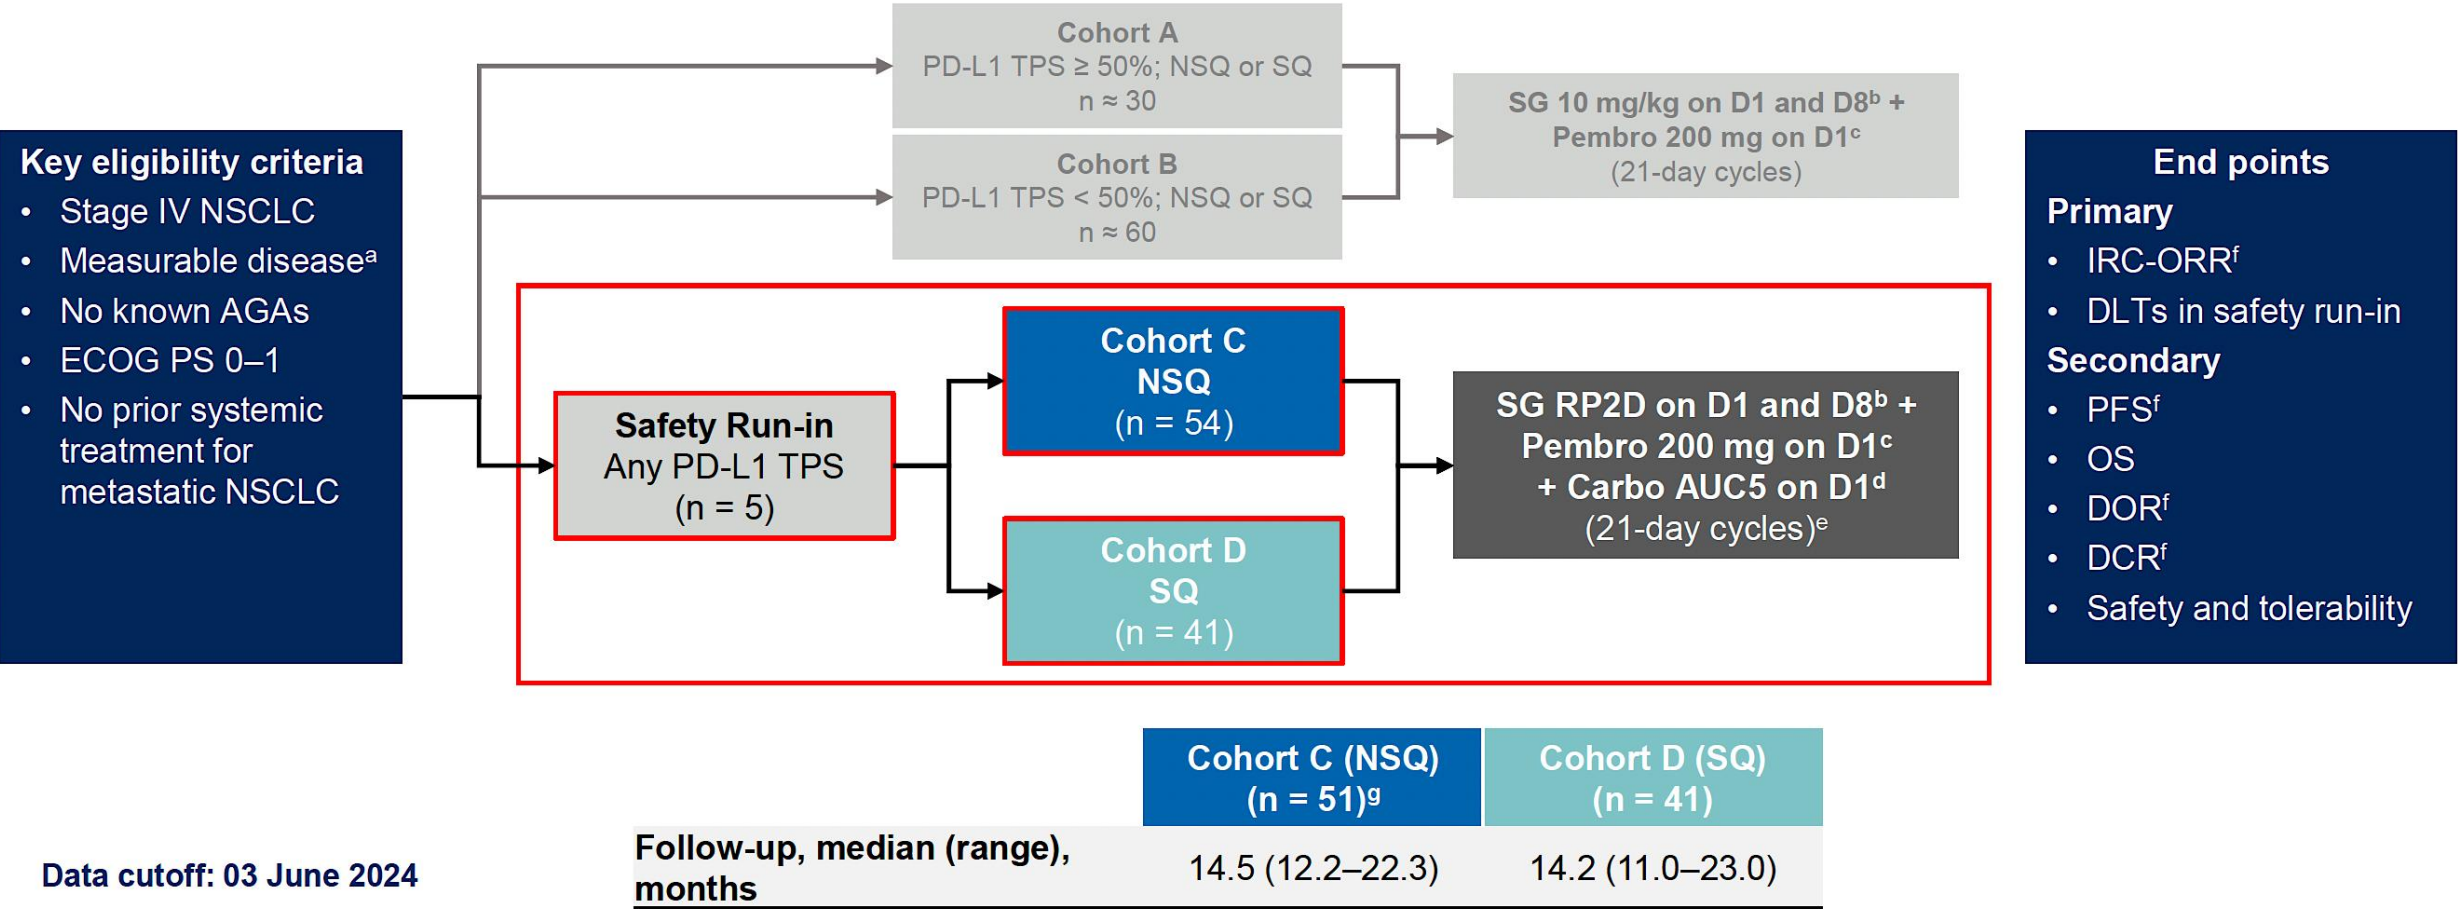 Key eligibility criteria
• Stage IV NSCLC
• Measurable diseaseᵃ
• No known AGAs
• ECOG PS 0–1
• No prior systemic
treatment for
metastatic NSCLC
Cohort A
PD-L1 TPS ≥ 50%; NSQ or SQ
n ≈ 30
Cohort B
PD-L1 TPS < 50%; NSQ or SQ
n ≈ 60
SG 10 mg/kg on D1 and D8ᵇ +
Pembro 200 mg on D1ᶜ
(21-day cycles)
Safety Run-in
Any PD-L1 TPS
(n = 5)
Cohort C
NSQ
(n = 54)
Cohort D
SQ
(n = 41)
SG RP2D on D1 and D8ᵇ +
Pembro 200 mg on D1ᶜ
+ Carbo AUC5 on D1ᵈ
(21-day cycles)ᵉ
End points
Primary
• IRC-ORRᶠ
• DLTs in safety run-in
Secondary
• PFSᶠ
• OS
• DORᶠ
• DCRᶠ
• Safety and tolerability
Cohort C (NSQ)
(n = 51)ᵍ
Cohort D (SQ)
(n = 41)
Follow-up, median (range),
months
14.5 (12.2–22.3)
14.2 (11.0–23.0)
Data cutoff: 03 June 2024